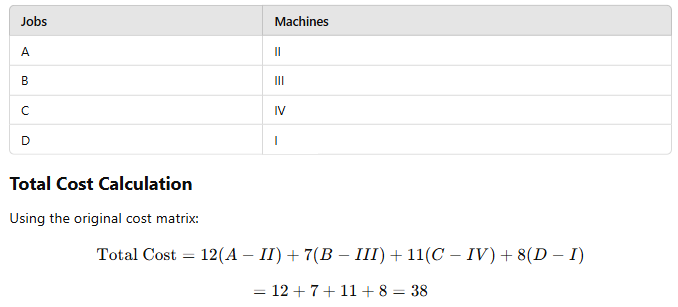 Jobs Machines
A II
B III
C IV
D I
Total Cost Calculation
Using the original cost matrix:
Total Cost = 12(A − II) + 7(B − III) + 11(C − IV) + 8(D − I)
= 12 + 7 + 11 + 8 = 38